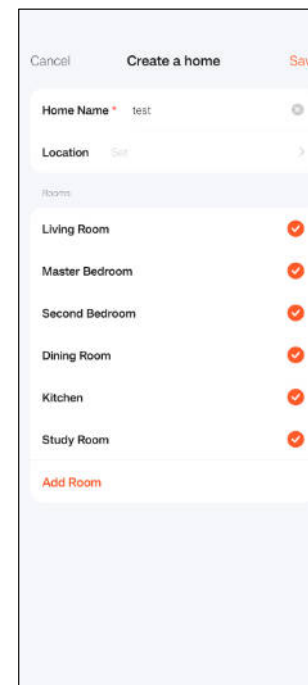 Cancel Create a home Sav
Home Name * test
Location Set
Rooms
Living Room
Master Bedroom
Second Bedroom
Dining Room
Kitchen
Study Room
Add Room